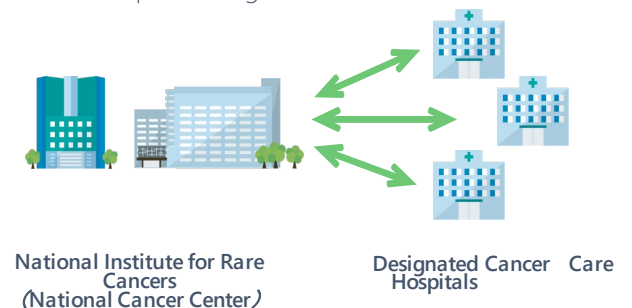 National Institute for Rare
Cancers
(National Cancer Center)
Designated Cancer Care
Hospitals